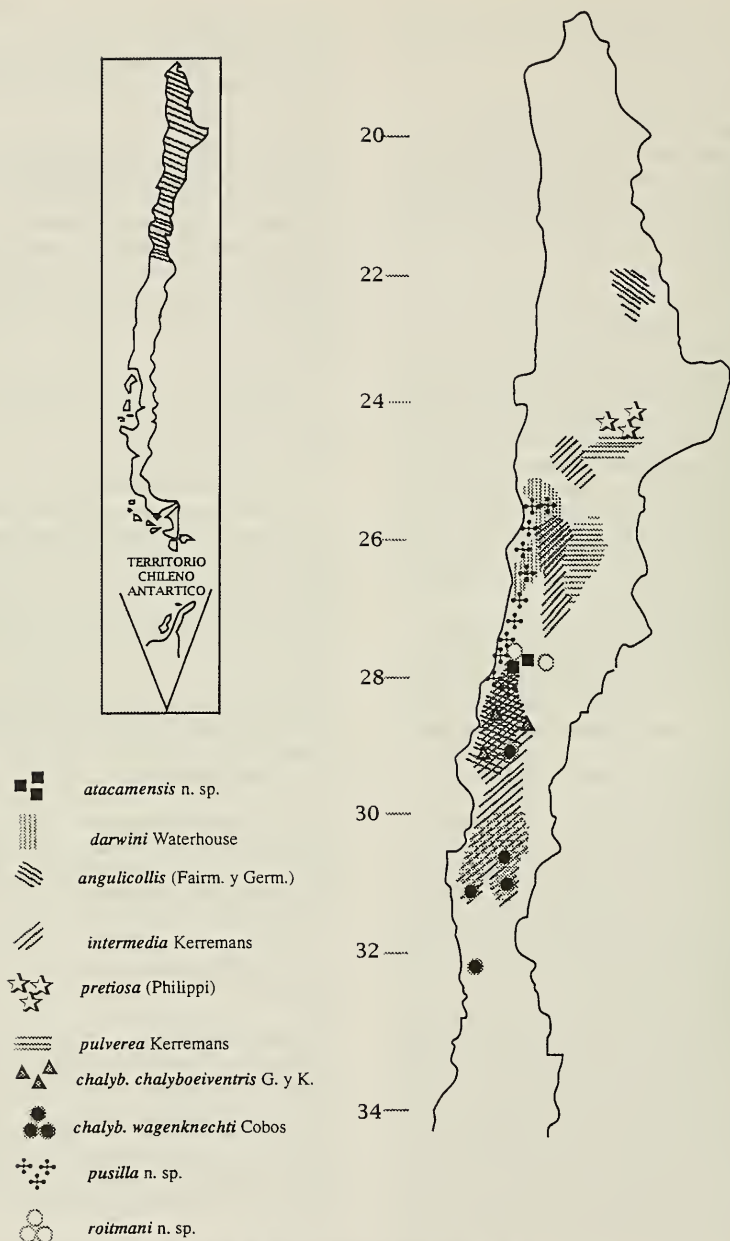 TERRITORIO
CHILENO
ANTARTICO
atacamensis n. sp.
darwini Waterhouse
angulicollis (Fairm. y Germ.)
intermedia Kerremans
pretiosa (Philippi)
pulverea Kerremans
chalyb. chalyboeiventris G. y K.
chalyb. wagenknechti Cobos
pusilla n. sp.
roitmani n. sp.
20
22
24
26
28
30
32
34